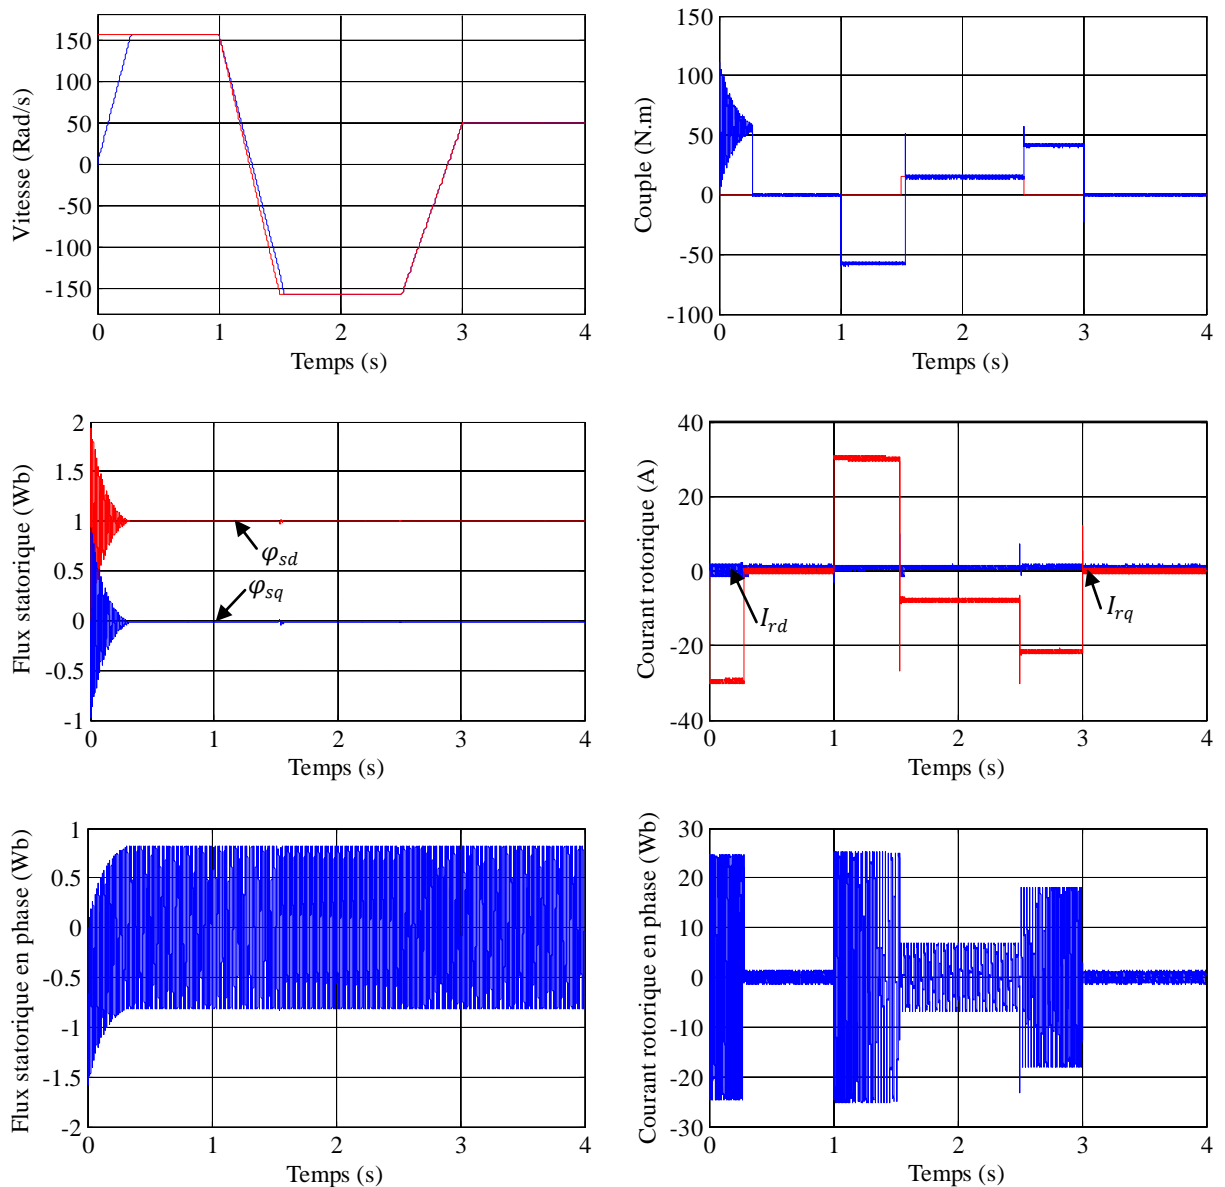 Vitesse (Rad/s)
150
100
50
0
-50
-100
-150
0 1 2 3 4
Temps (s)
Couple (N.m)
150
100
50
0
-50
-100
0 1 2 3 4
Temps (s)
Flux statorique (Wb)
2
1.5
1
0.5
0
-0.5
-1
φsd
φsq
0 1 2 3 4
Temps (s)
Courant rotorique (A)
40
20
0
-20
-40
Ird
Irq
0 1 2 3 4
Temps (s)
Flux statorique en phase (Wb)
1
0.5
0
-0.5
-1
-1.5
-2
0 1 2 3 4
Temps (s)
Courant rotorique en phase (Wb)
30
20
10
0
-10
-20
-30
0 1 2 3 4
Temps (s)